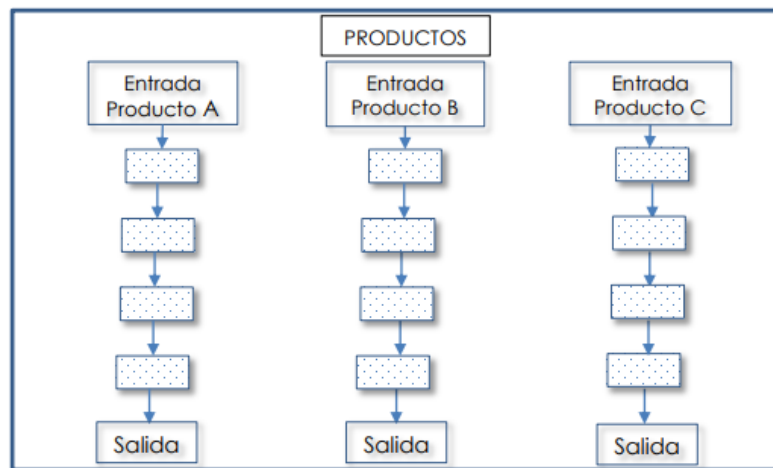 PRODUCTOS
Entrada
Producto A
Entrada
Producto B
Entrada
Producto C
Salida
Salida
Salida